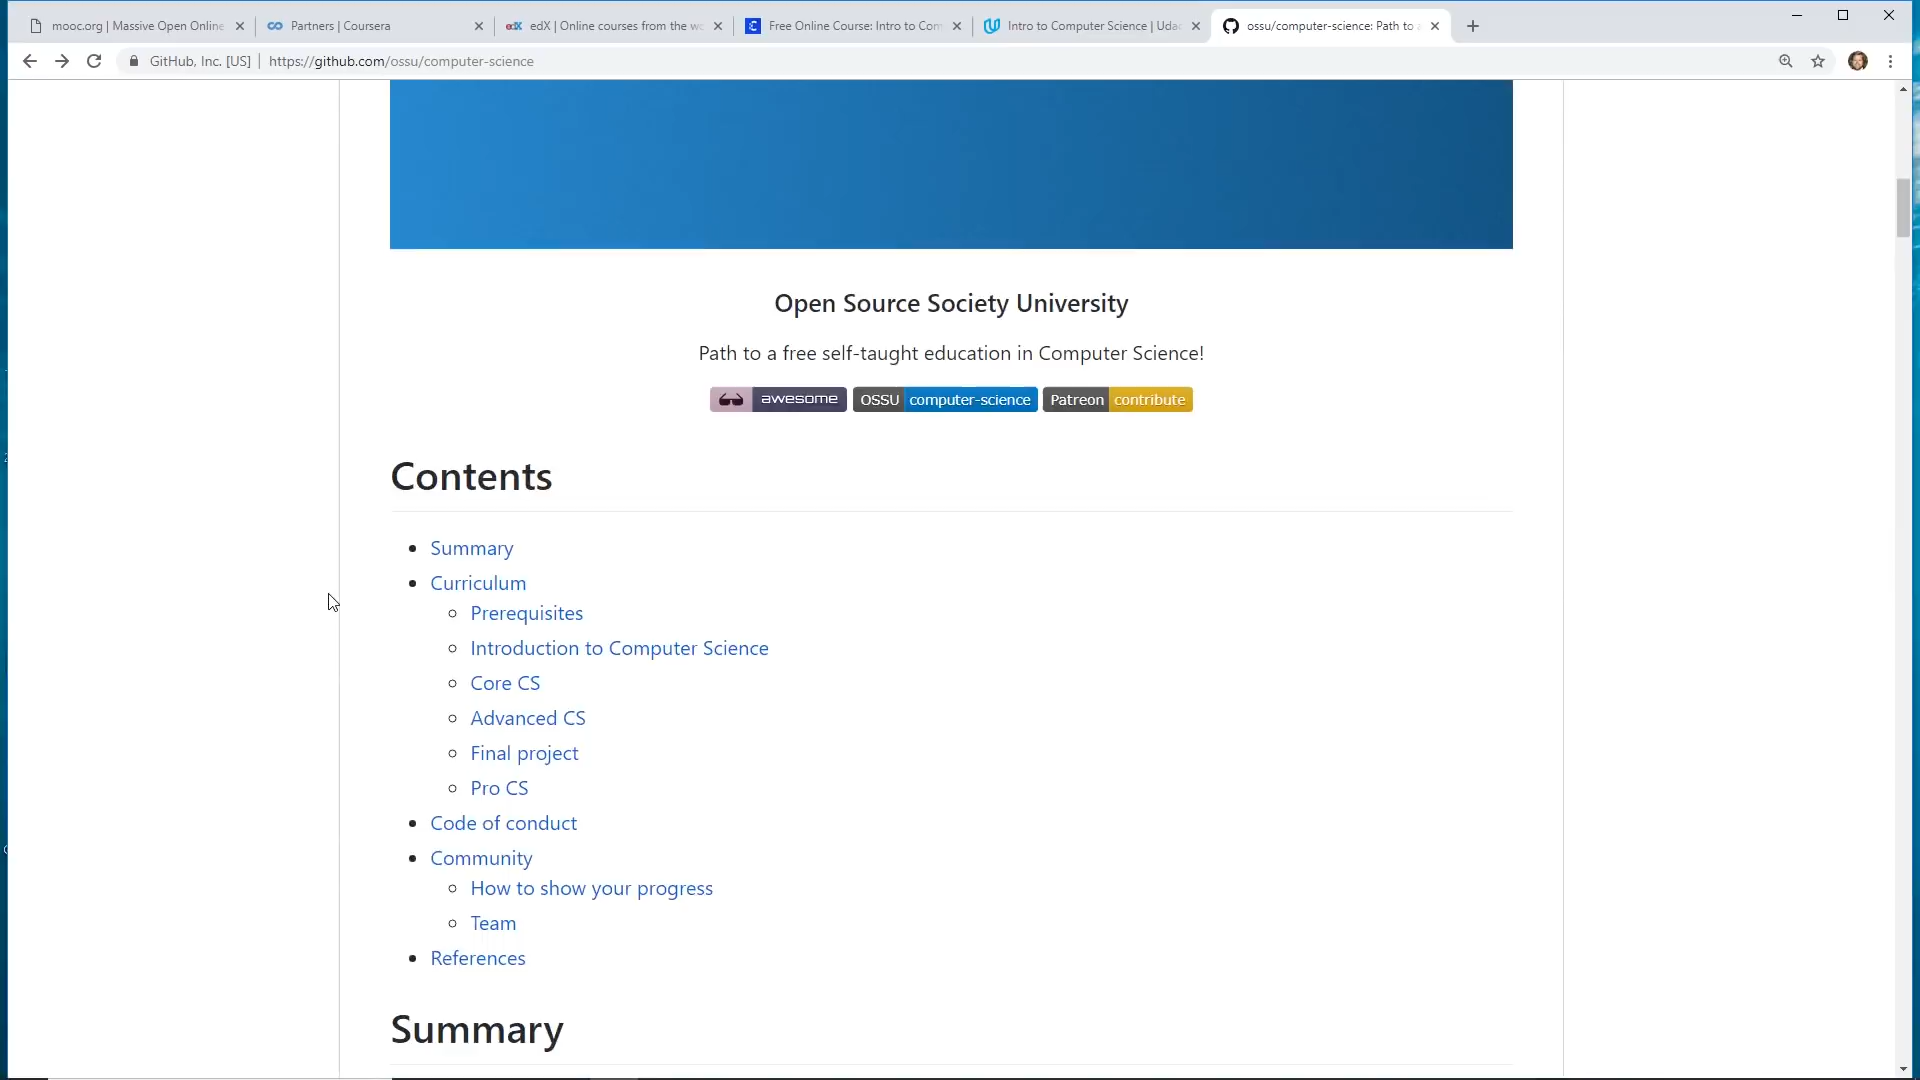 mooc.org | Massive Open Online
Partners | Coursera
edX | Online courses from the wo
Free Online Course: Intro to Com
Intro to Computer Science | Udac
ossu/computer-science: Path to a
GitHub, Inc. [US] | https://github.com/ossu/computer-science
Open Source Society University
Path to a free self-taught education in Computer Science!
awesome OSSU computer-science Patreon contribute
Contents
Summary
Curriculum
Prerequisites
Introduction to Computer Science
Core CS
Advanced CS
Final project
Pro CS
Code of conduct
Community
How to show your progress
Team
References
Summary